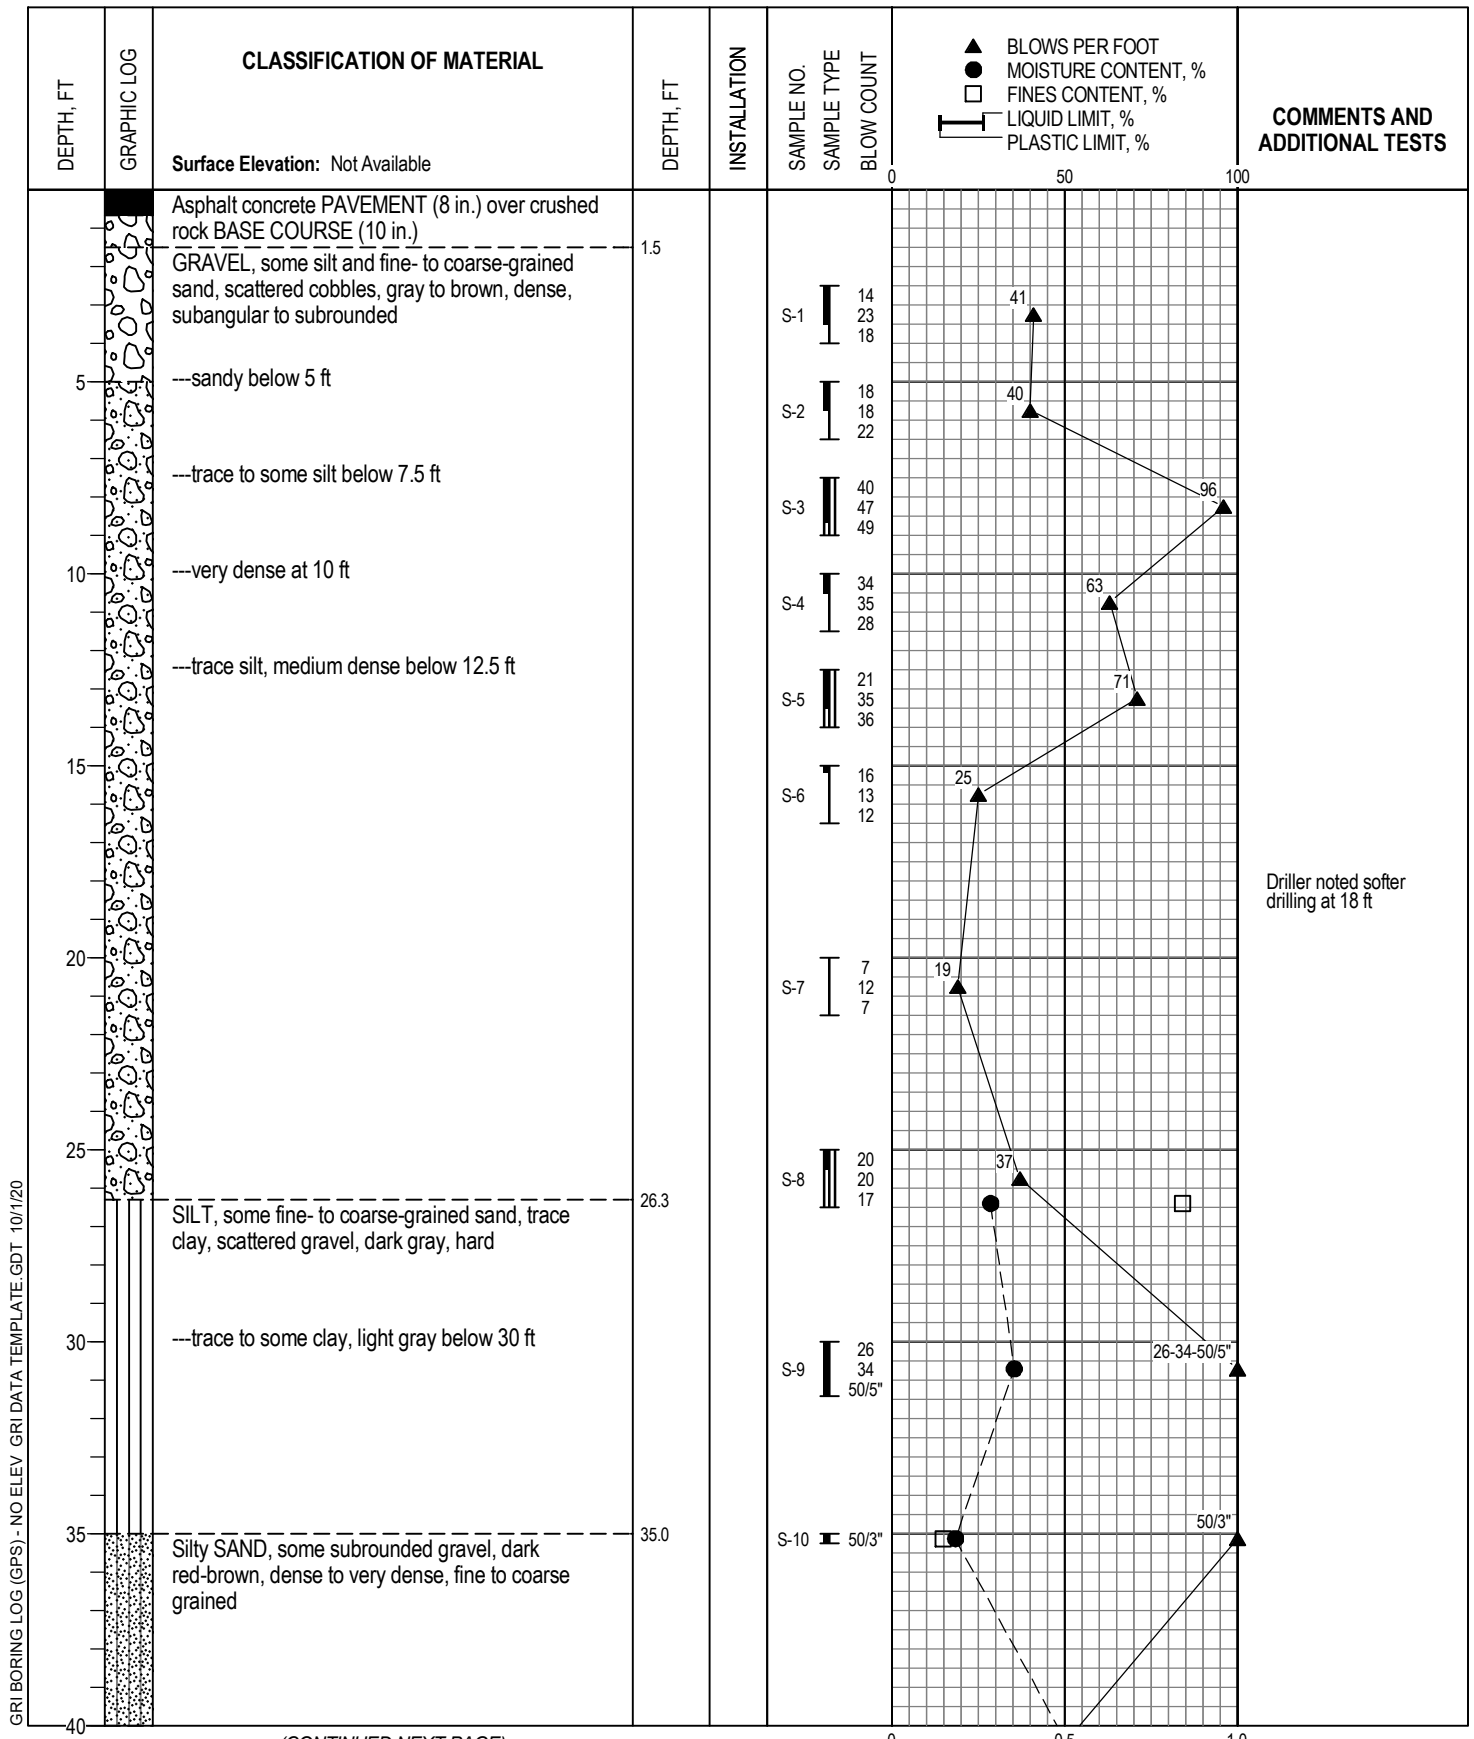 DEPTH, FT
GRAPHIC LOG
CLASSIFICATION OF MATERIAL
Surface Elevation: Not Available
DEPTH, FT
INSTALLATION
SAMPLE NO.
SAMPLE TYPE
BLOW COUNT
BLOWS PER FOOT
MOISTURE CONTENT, %
FINES CONTENT, %
LIQUID LIMIT, %
PLASTIC LIMIT, %
0 50 100
COMMENTS AND
ADDITIONAL TESTS
Asphalt concrete PAVEMENT (8 in.) over crushed
rock BASE COURSE (10 in.)
1.5
GRAVEL, some silt and fine- to coarse-grained
sand, scattered cobbles, gray to brown, dense,
subangular to subrounded
S-1
14
23
18
41
5
---sandy below 5 ft
S-2
18
18
22
40
---trace to some silt below 7.5 ft
S-3
40
47
49
96
10
---very dense at 10 ft
S-4
34
35
28
63
---trace silt, medium dense below 12.5 ft
S-5
21
35
36
71
15
S-6
16
13
12
25
Driller noted softer
drilling at 18 ft
20
S-7
7
12
7
19
25
S-8
20
20
17
37
26.3
SILT, some fine- to coarse-grained sand, trace
clay, scattered gravel, dark gray, hard
30
---trace to some clay, light gray below 30 ft
S-9
26
34
50/5"
26-34-50/5"
35
35.0
Silty SAND, some subrounded gravel, dark
red-brown, dense to very dense, fine to coarse
grained
S-10
50/3"
50/3"
40
(CONTINUED NEXT PAGE)
0 0.5 1.0
GRI BORING LOG (GPS) - NO ELEV GRI DATA TEMPLATE.GDT 10/1/20